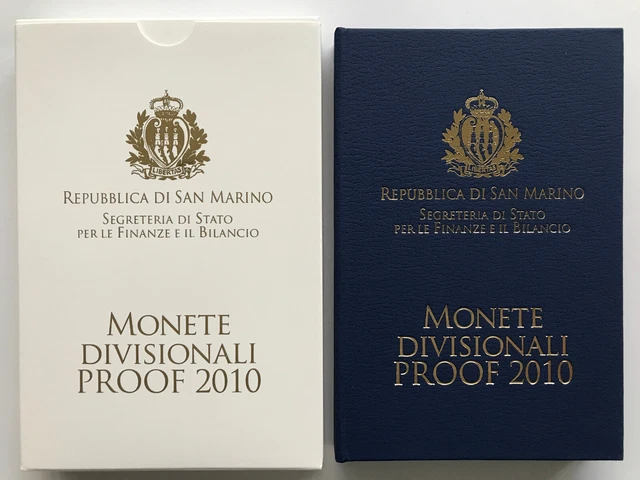 LIBERTAS
REPUBBLICA DI SAN MARINO
SEGRETERIA DI STATO
PER LE FINANZE E IL BILANCIO
MONETE
DIVISIONALI
PROOF 2010
LIBERTAS
REPUBBLICA DI SAN MARINO
SEGRETERIA DI STATO
PER LE FINANZE E IL BILANCIO
MONETE
DIVISIONALI
PROOF 2010